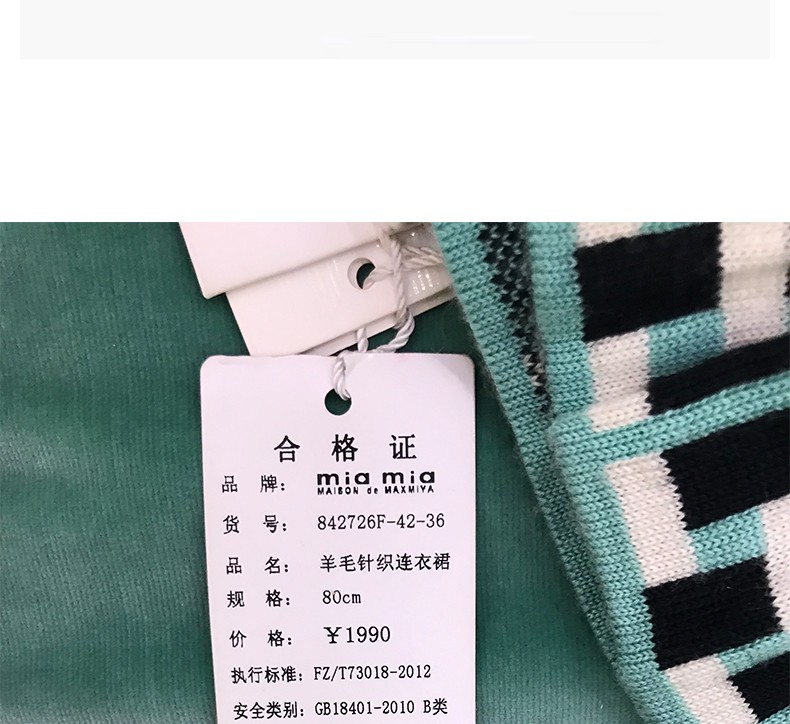 合格证
品 牌: mia mia
MAISON de MAXMIYA
货 号: 842726F-42-36
品 名: 羊毛针织连衣裙
规 格: 80cm
价 格: ￥1990
执行标准: FZ/T73018-2012
安全类别: GB18401-2010 B类